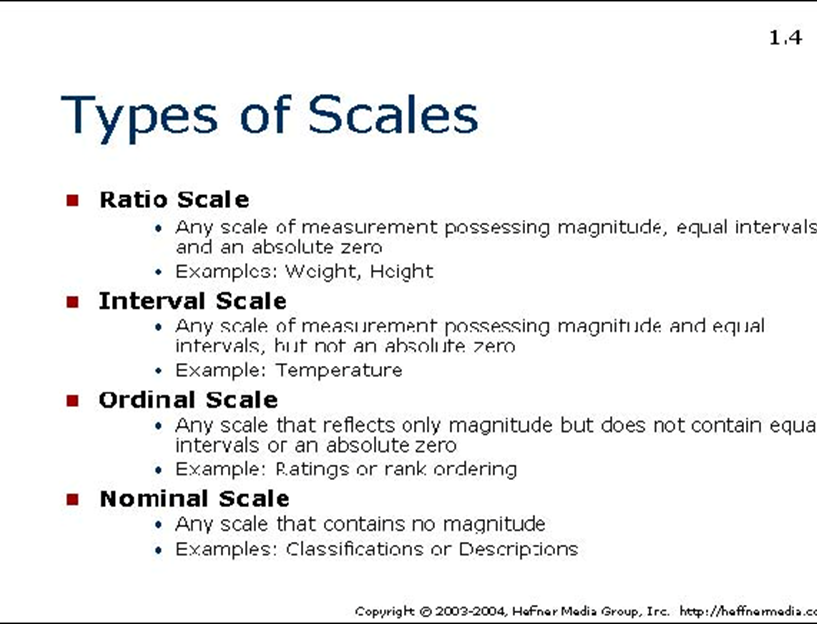 1.4
Types of Scales
Ratio Scale
Any scale of measurement possessing magnitude, equal intervals
and an absolute zero
Examples: Weight, Height
Interval Scale
Any scale of measurement possessing magnitude and equal
intervals, but not an absolute zero
Example: Temperature
Ordinal Scale
Any scale that reflects only magnitude but does not contain equa
intervals or an absolute zero
Example: Ratings or rank ordering
Nominal Scale
Any scale that contains no magnitude
Examples: Classifications or Descriptions
Copyright © 2003-2004, Heffner Media Group, Inc. http://heffnermedia.co